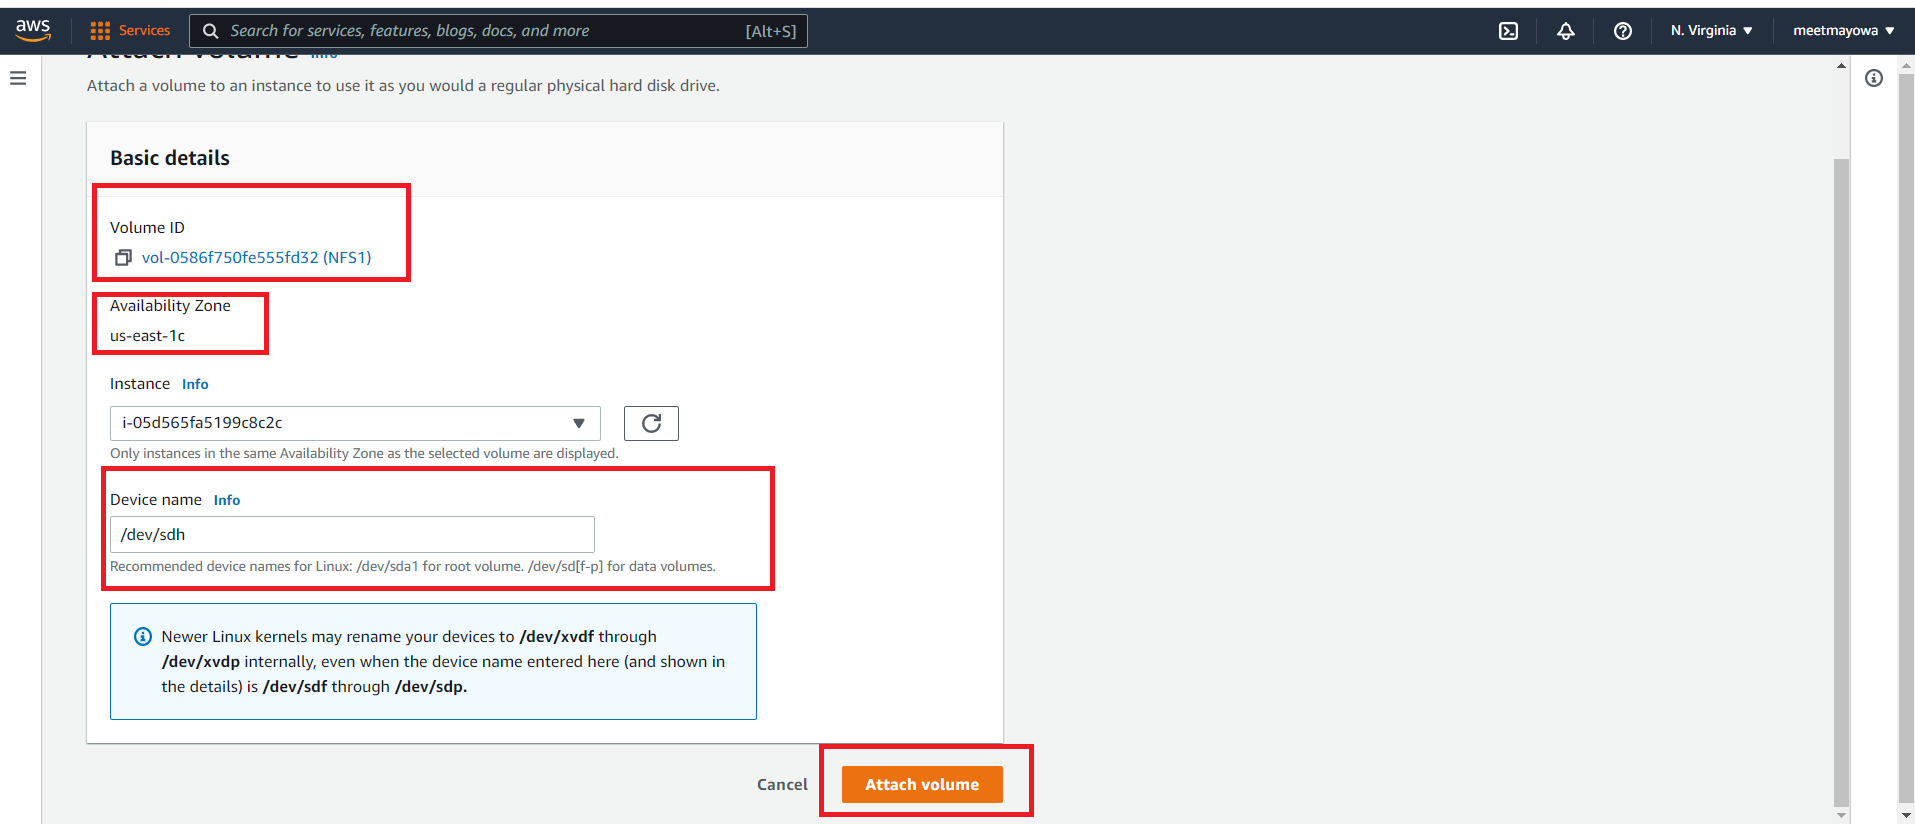 aws Services Search for services, features, blogs, docs, and more [Alt+S] N. Virginia meetmayowa
Attach volume Info
Attach a volume to an instance to use it as you would a regular physical hard disk drive.
Basic details
Volume ID
vol-0586f750fe555fd32 (NFS1)
Availability Zone
us-east-1c
Instance Info
i-05d565fa5199c8c2c
Only instances in the same Availability Zone as the selected volume are displayed.
Device name Info
/dev/sdh
Recommended device names for Linux: /dev/sda1 for root volume. /dev/sd[f-p] for data volumes.
Newer Linux kernels may rename your devices to /dev/xvdf through
/dev/xvdp internally, even when the device name entered here (and shown in
the details) is /dev/sdf through /dev/sdp.
Cancel Attach volume